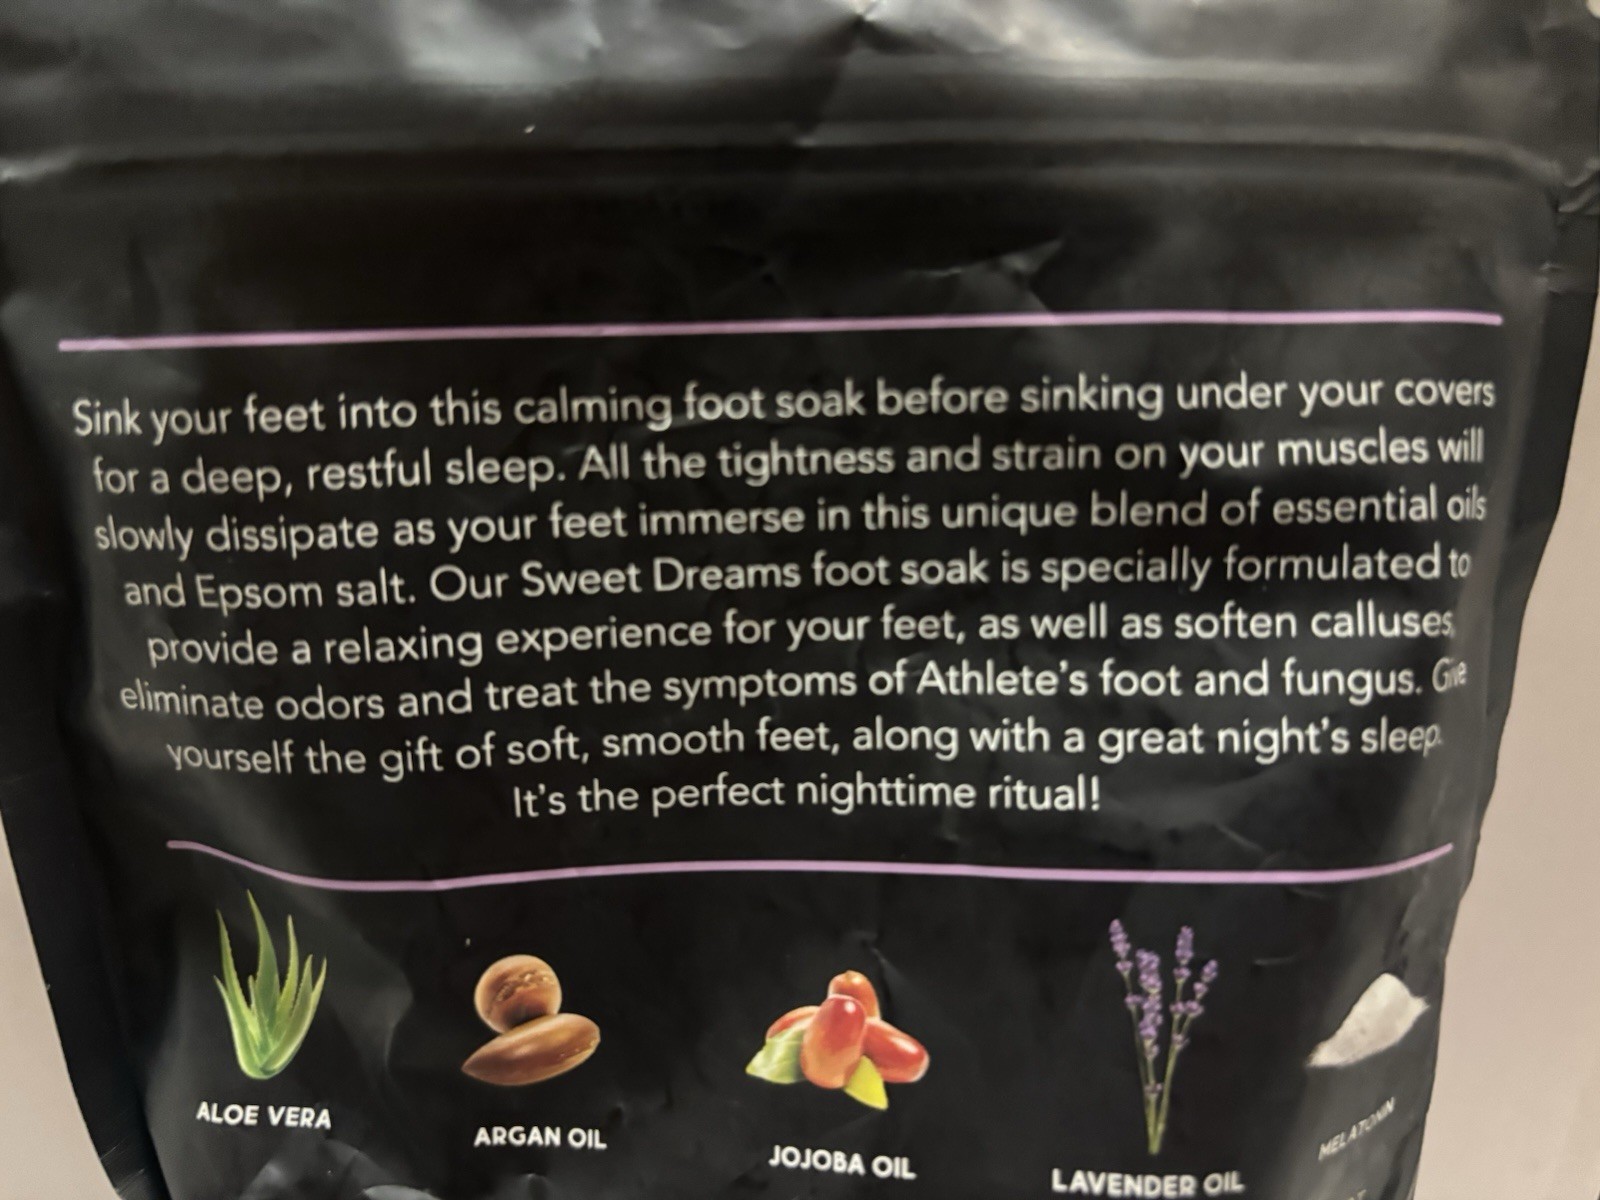 Sink your feet into this calming foot soak before sinking under your covers
for a deep, restful sleep. All the tightness and strain on your muscles will
slowly dissipate as your feet immerse in this unique blend of essential oils
and Epsom salt. Our Sweet Dreams foot soak is specially formulated to
provide a relaxing experience for your feet, as well as soften calluses,
eliminate odors and treat the symptoms of Athlete's foot and fungus. Give
yourself the gift of soft, smooth feet, along with a great night's sleep.
It's the perfect nighttime ritual!
ALOE VERA
ARGAN OIL
JOJOBA OIL
LAVENDER OIL
MELATONIN